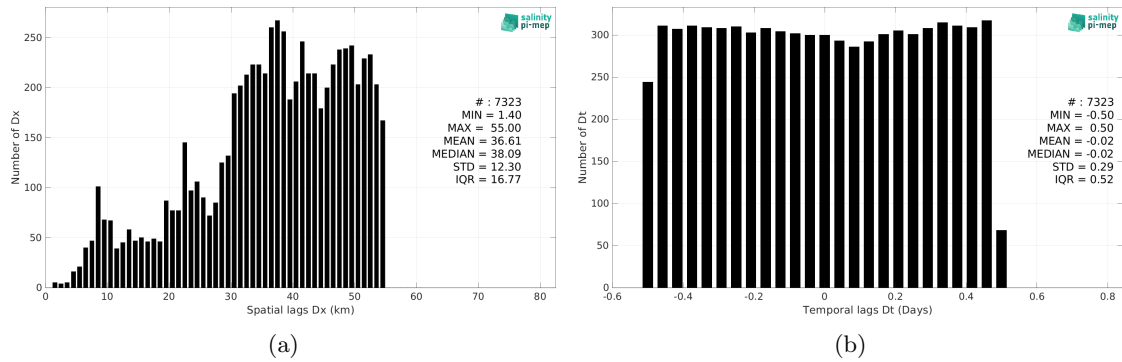 salinity
pi-mep
250
200
150
100
50
0
Number of Dx
# : 7323
MIN = 1.40
MAX = 55.00
MEAN = 36.61
MEDIAN = 38.09
STD = 12.30
IQR = 16.77
0 10 20 30 40 50 60 70 80
Spatial lags Dx (km)
(a)
salinity
pi-mep
300
250
200
150
100
50
0
Number of Dt
# : 7323
MIN = -0.50
MAX = 0.50
MEAN = -0.02
MEDIAN = -0.02
STD = 0.29
IQR = 0.52
-0.6 -0.4 -0.2 0 0.2 0.4 0.6 0.8
Temporal lags Dt (Days)
(b)